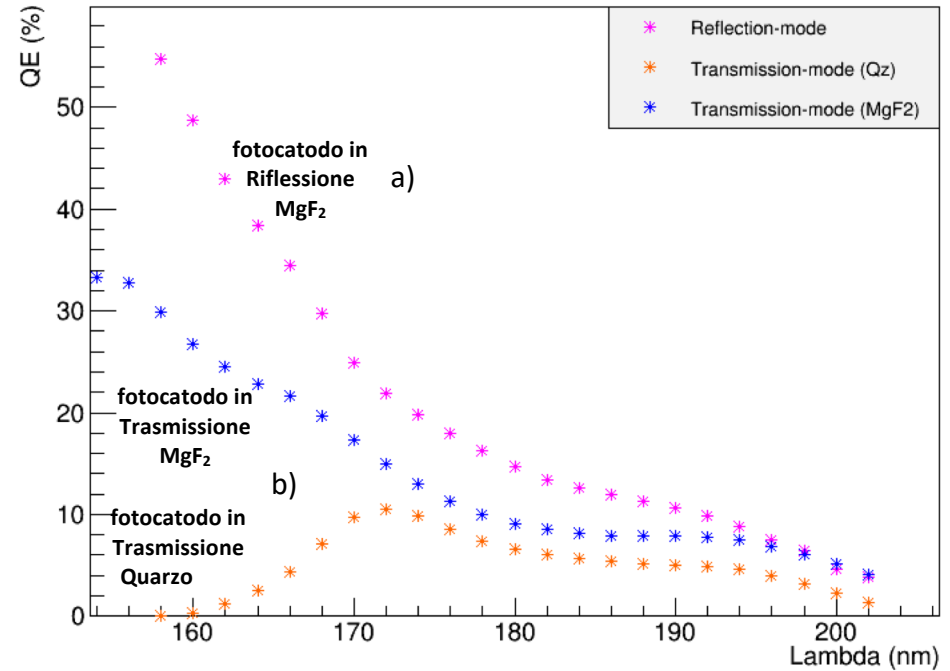 QE (%)
Reflection-mode
Transmission-mode (Qz)
Transmission-mode (MgF2)
50
40
30
20
10
0
fotocatodo in
Riflessione
MgF₂
a)
fotocatodo in
Trasmissione
MgF₂
b)
fotocatodo in
Trasmissione
Quarzo
160 170 180 190 200
Lambda (nm)